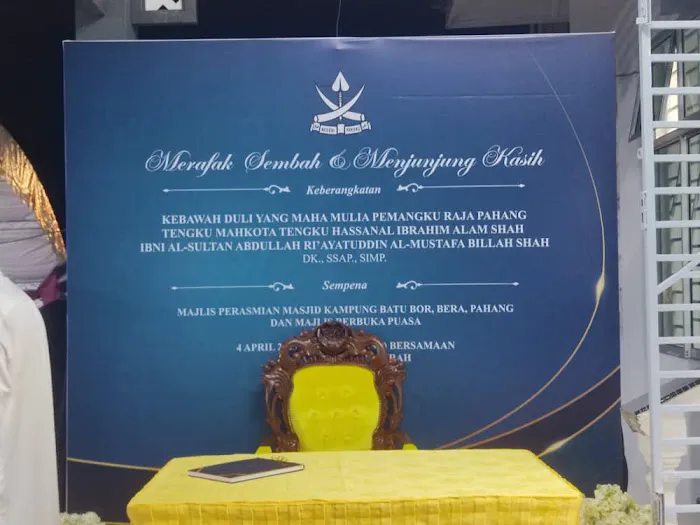 Merafak Sembah & Menjunjung Kasih
Keberangkatan
KEBAWAH DULI YANG MAHA MULIA PEMANGKU RAJA PAHANG
TENGKU MAHKOTA TENGKU HASSANAL IBRAHIM ALAM SHAH
IBNI AL-SULTAN ABDULLAH RI'AYATUDDIN AL-MUSTAFA BILLAH SHAH
DK., SSAP., SIMP.
Sempena
MAJLIS PERASMIAN MASJID KAMPUNG BATU BOR, BERA, PAHANG
DAN MAJLIS BERBUKA PUASA
4 APRIL BERSAMAAN